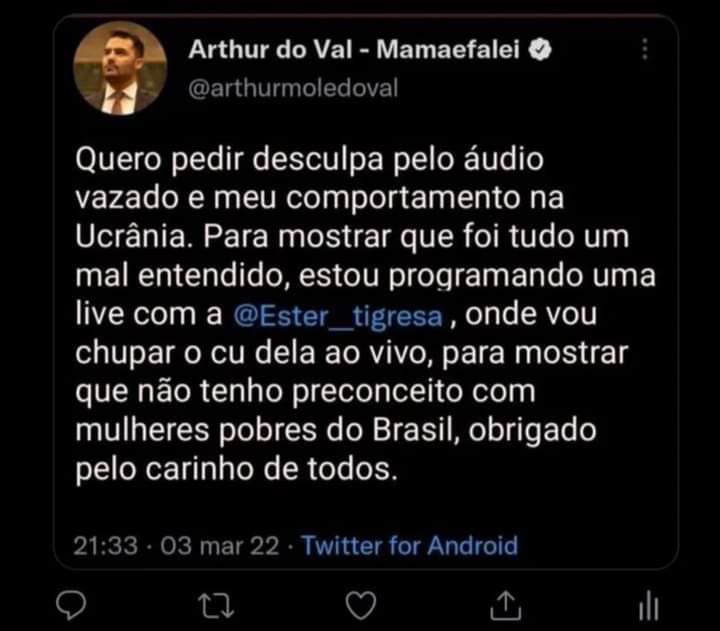 Arthur do Val - Mamaefalei
@arthurmoledoval
Quero pedir desculpa pelo áudio
vazado e meu comportamento na
Ucrânia. Para mostrar que foi tudo um
mal entendido, estou programando uma
live com a @Ester__tigresa , onde vou
chupar o cu dela ao vivo, para mostrar
que não tenho preconceito com
mulheres pobres do Brasil, obrigado
pelo carinho de todos.
21:33 · 03 mar 22 · Twitter for Android